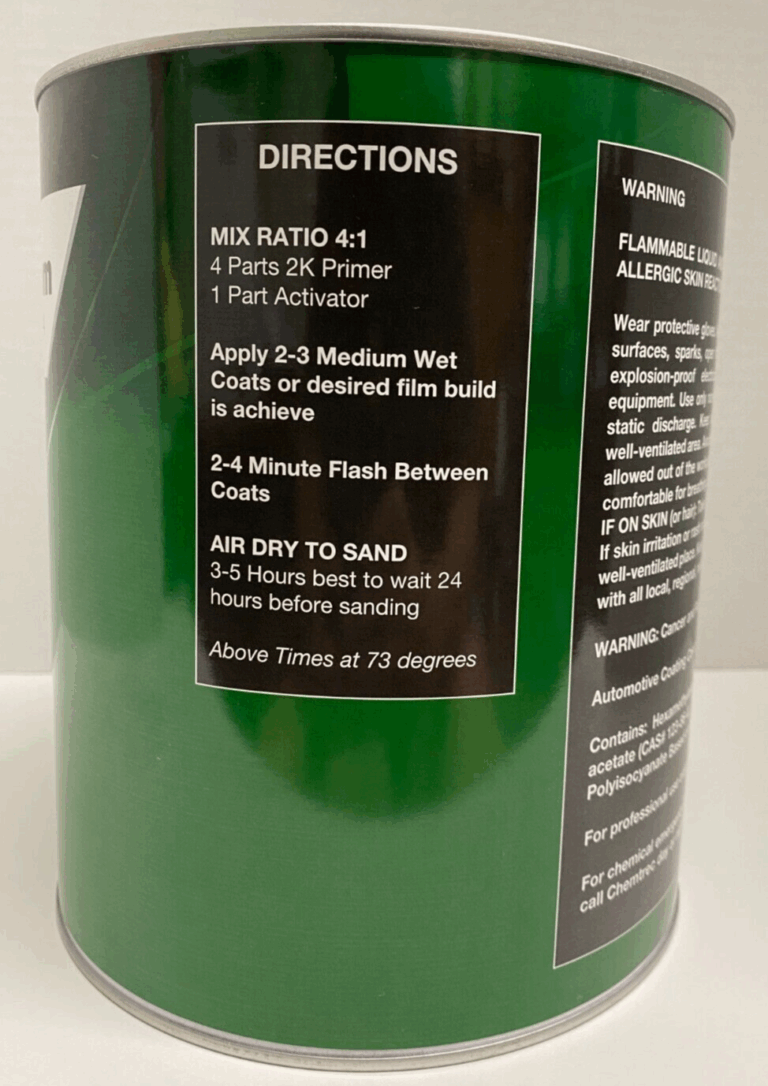 DIRECTIONS
MIX RATIO 4:1
4 Parts 2K Primer
1 Part Activator
Apply 2-3 Medium Wet
Coats or desired film build
is achieve
2-4 Minute Flash Between
Coats
AIR DRY TO SAND
3-5 Hours best to wait 24
hours before sanding
Above Times at 73 degrees
WARNING
FLAMMABLE LIQUID
ALLERGIC SKIN
Wear protective
surfaces, sparks,
explosion-proof
equipment. Use only
static discharge.
well-ventilated area.
allowed out of the
comfortable for
IF ON SKIN (or hair):
If skin irritation or
well-ventilated place.
with all local,
WARNING: Cancer
Automotive Coating
Contains:
acetate (CAS#
Polyisocyanate
For professional use
For chemical
call Chemtrec day